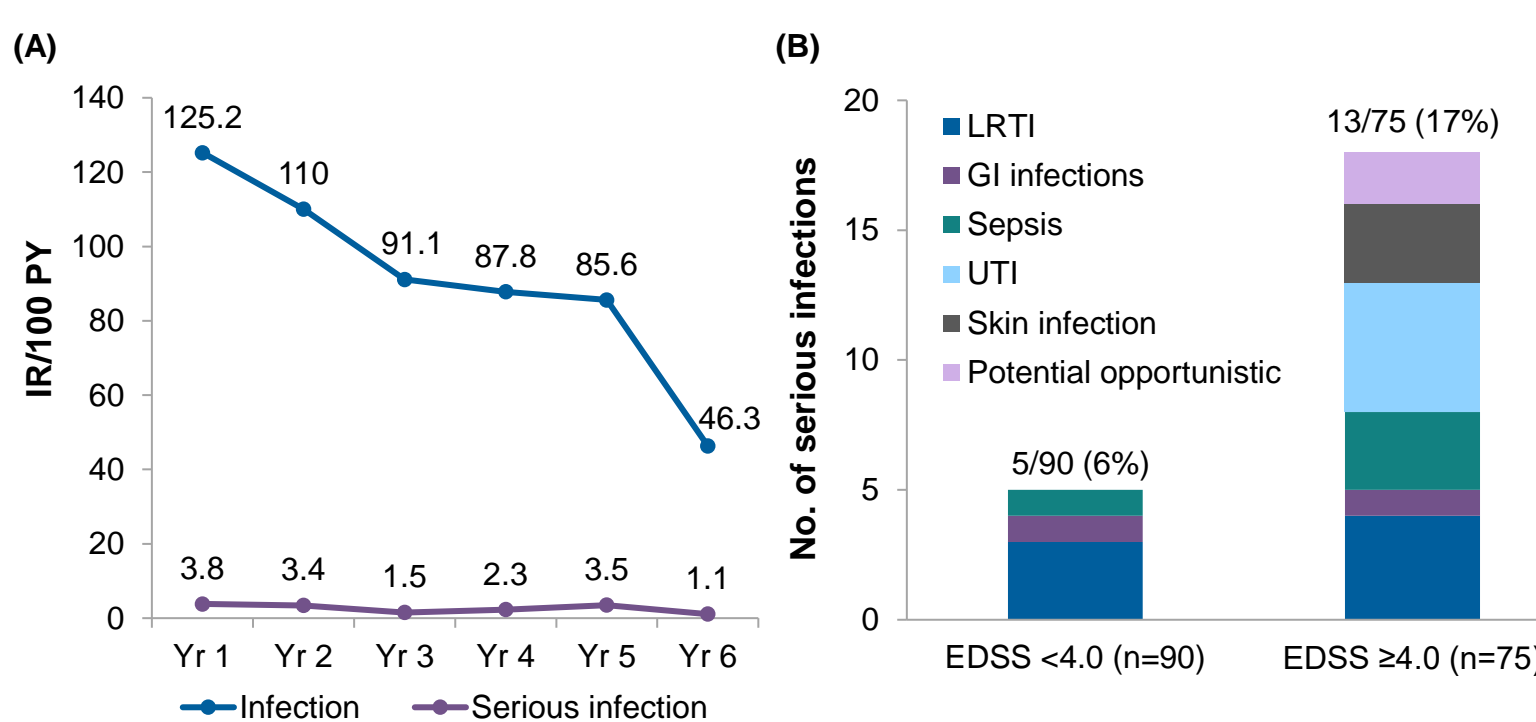 (A)
IR/100 PY
140
120
100
80
60
40
20
0
125.2
110
91.1
87.8
85.6
46.3
3.8
3.4
1.5
2.3
3.5
1.1
Yr 1
Yr 2
Yr 3
Yr 4
Yr 5
Yr 6
Infection
Serious infection
(B)
No. of serious infections
20
15
10
5
0
LRTI
GI infections
Sepsis
UTI
Skin infection
Potential opportunistic
5/90 (6%)
13/75 (17%)
EDSS <4.0 (n=90)
EDSS ≥4.0 (n=75)